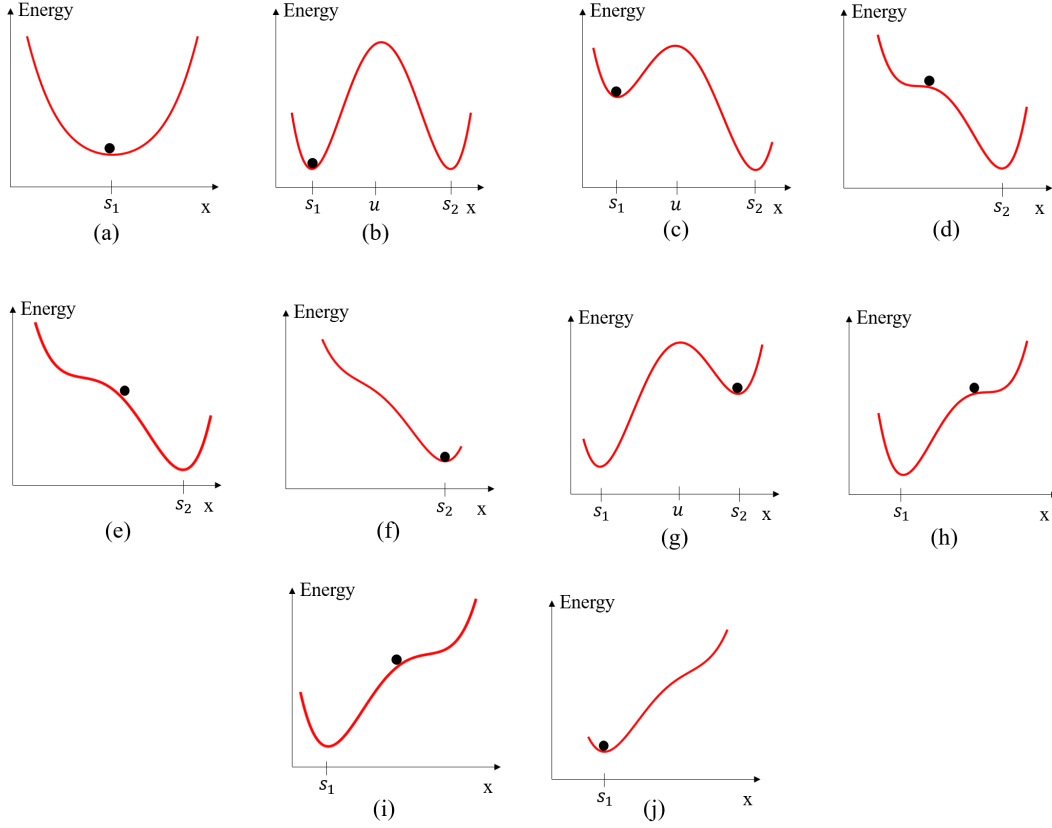 Energy
x
s₁
(a)
Energy
x
s₁
u
s₂
(b)
Energy
x
s₁
u
s₂
(c)
Energy
x
s₂
(d)
Energy
x
s₂
(e)
Energy
x
s₂
(f)
Energy
x
s₁
u
s₂
(g)
Energy
x
s₁
(h)
Energy
x
s₁
(i)
Energy
x
s₁
(j)